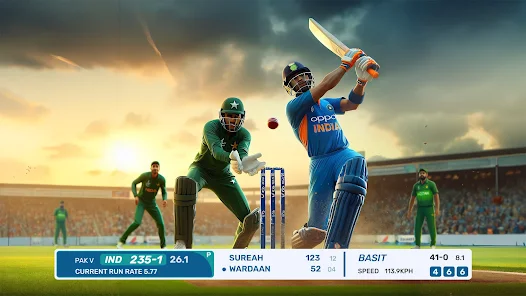 oppo
INDIA
PAK V IND 235-1 26.1 P
CURRENT RUN RATE 5.77
SUREAH 123 12
WARDAAN 52 04
BASIT 41-0 8.1
SPEED 113.9KPH 4 6 6